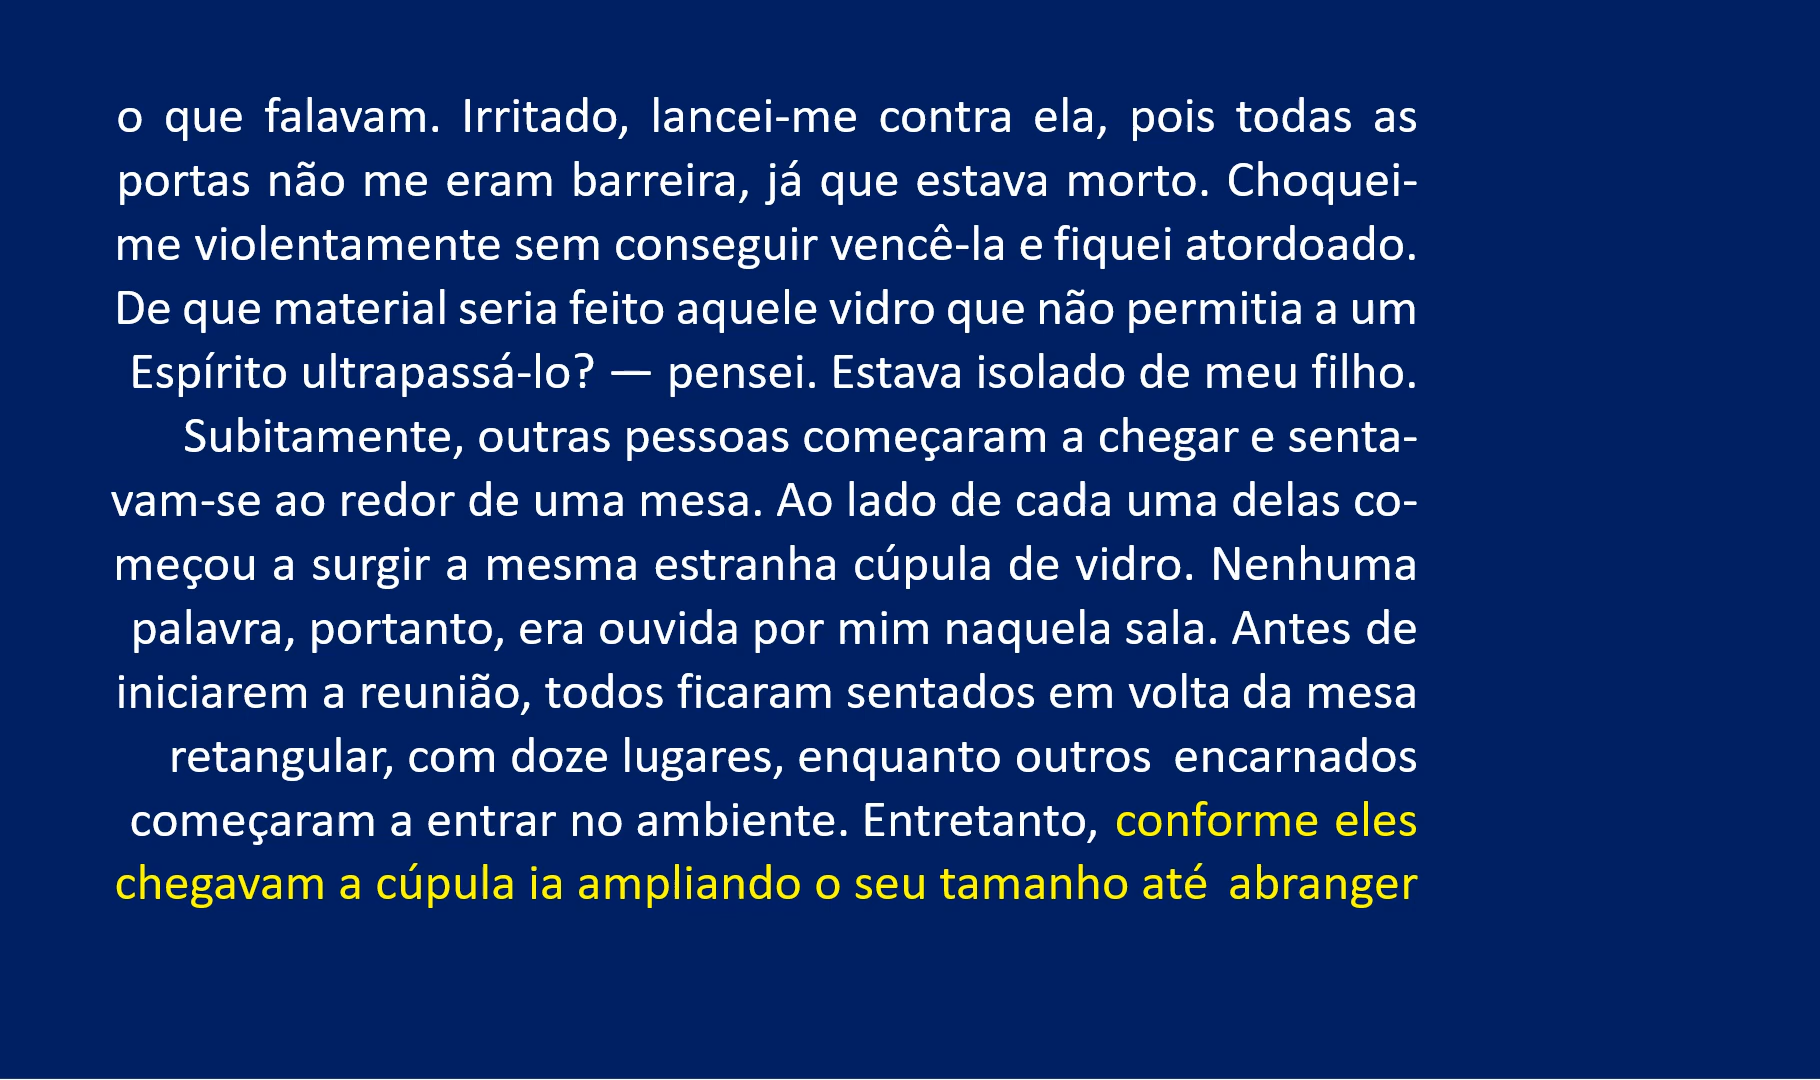 o que falavam. Irritado, lancei-me contra ela, pois todas as
portas não me eram barreira, já que estava morto. Choquei-
me violentamente sem conseguir vencê-la e fiquei atordoado.
De que material seria feito aquele vidro que não permitia a um
Espírito ultrapassá-lo? — pensei. Estava isolado de meu filho.
Subitamente, outras pessoas começaram a chegar e senta-
vam-se ao redor de uma mesa. Ao lado de cada uma delas co-
meçou a surgir a mesma estranha cúpula de vidro. Nenhuma
palavra, portanto, era ouvida por mim naquela sala. Antes de
iniciarem a reunião, todos ficaram sentados em volta da mesa
retangular, com doze lugares, enquanto outros encarnados
começaram a entrar no ambiente. Entretanto, conforme eles
chegavam a cúpula ia ampliando o seu tamanho até abranger